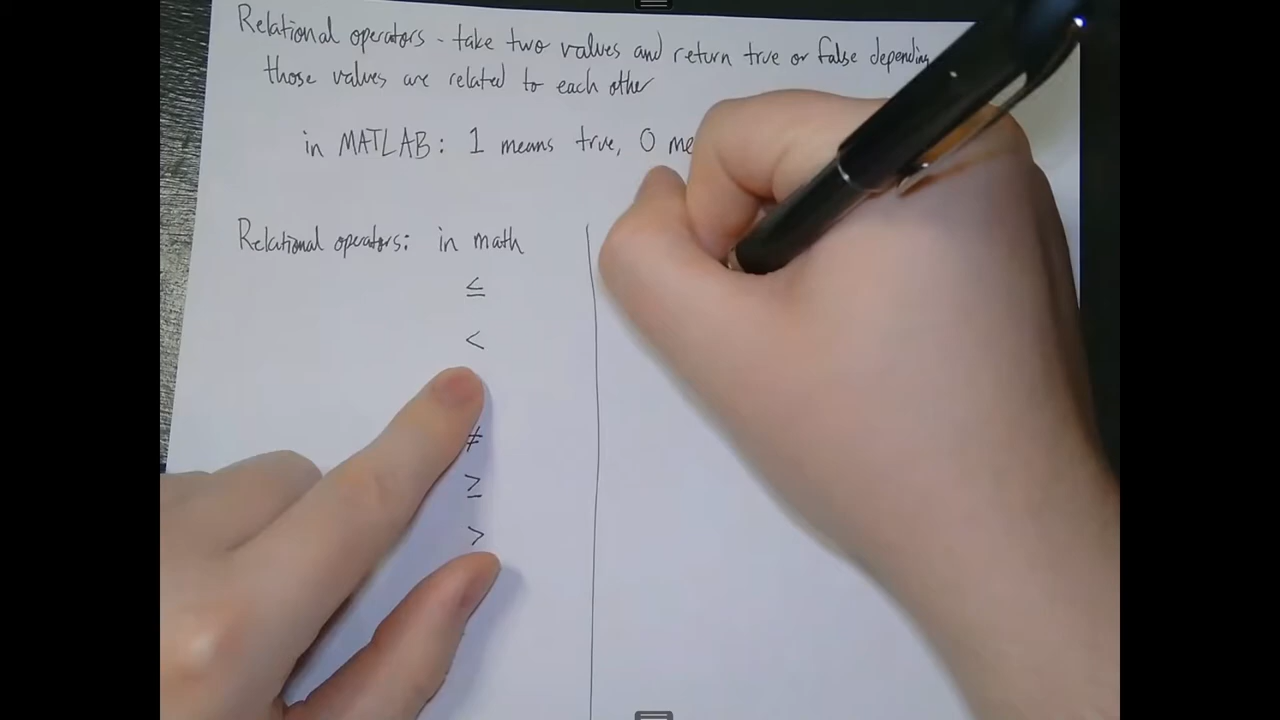 Relational operators - take two values and return true or false depending
those values are related to each other
in MATLAB: 1 means true, 0
Relational operators: in math
≤
<
≠
≥
>